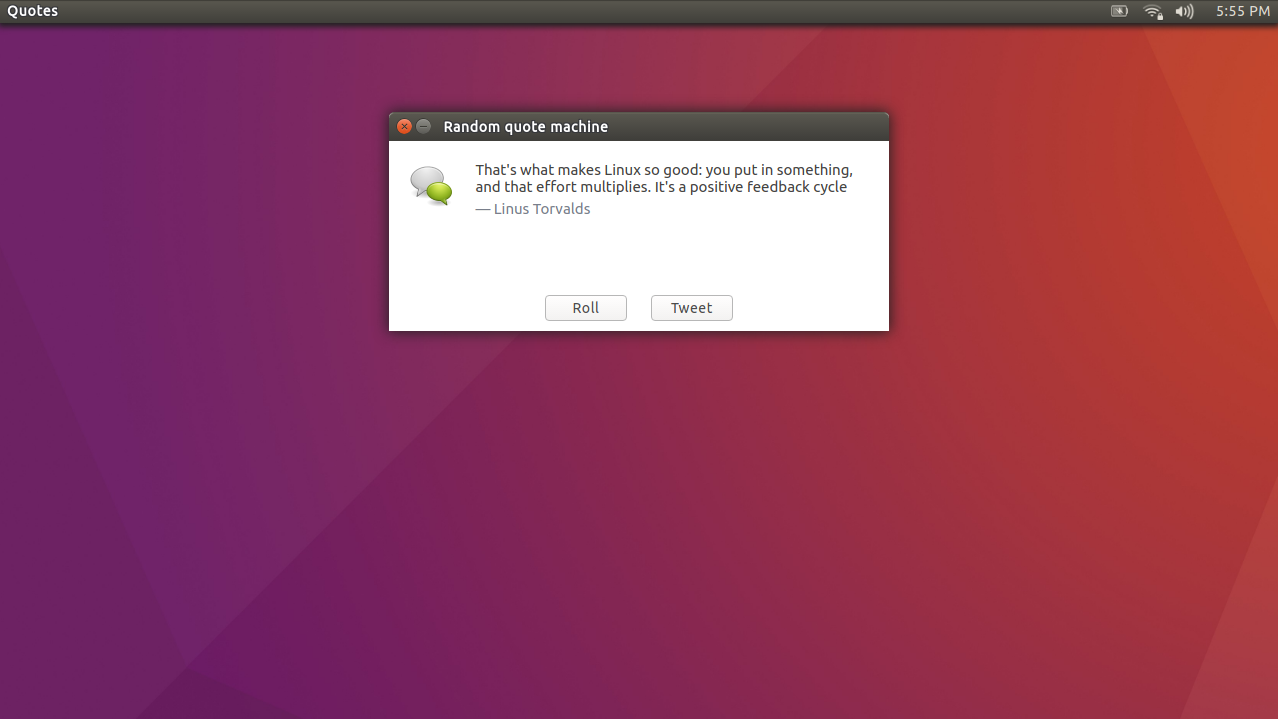 Quotes
5:55 PM
Random quote machine
That's what makes Linux so good: you put in something,
and that effort multiplies. It's a positive feedback cycle
— Linus Torvalds
Roll
Tweet